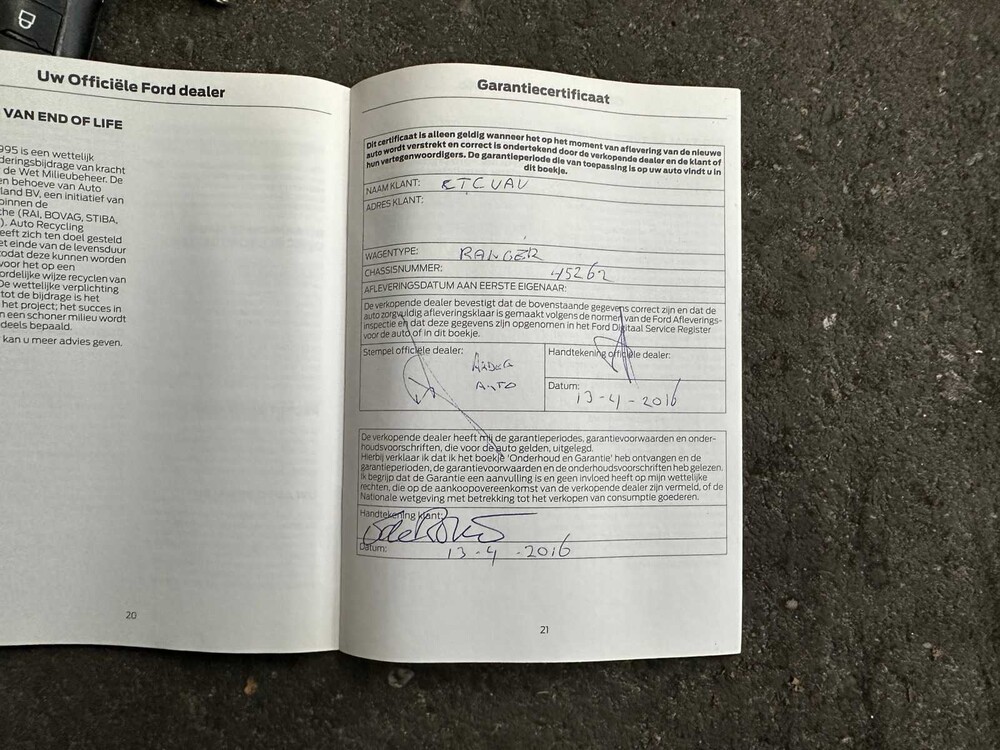 Uw Officiële Ford dealer
VAN END OF LIFE
995 is een wettelijk
deringsbijdrage van kracht
de Wet Milieubeheer. De
en behoeve van Auto
land BV, een initiatief van
binnen de
che (RAI, BOVAG, STIBA,
). Auto Recycling
eeft zich ten doel gesteld
et einde van de levensduur
odat deze kunnen worden
voor het op een
ordelijke wijze recyclen van
De wettelijke verplichting
tot de bijdrage is het
het project; het succes in
n een schoner milieu wordt
deels bepaald.
kan u meer advies geven.
20
Garantiecertificaat
Dit certificaat is alleen geldig wanneer het op het moment van aflevering van de nieuwe
auto wordt verstrekt en correct is ondertekend door de verkopende dealer en de klant of
hun vertegenwoordigers. De garantieperiode die van toepassing is op uw auto vindt u in
dit boekje.
NAAM KLANT:
ADRES KLANT:
WAGENTYPE: RANGER
CHASSISNUMMER: 45262
AFLEVERINGSDATUM AAN EERSTE EIGENAAR:
De verkopende dealer bevestigt dat de bovenstaande gegevens correct zijn en dat de
auto zorgvuldig afleveringsklaar is gemaakt volgens de normen van de Ford Afleverings-
inspectie en dat deze gegevens zijn opgenomen in het Ford Digitaal Service Register
voor de auto of in dit boekje.
Stempel officiële dealer:
AUTO
Handtekening officiële dealer:
Datum: 13-4-2016
De verkopende dealer heeft mij de garantieperiodes, garantievoorwaarden en onder-
houdsvoorschriften, die voor de auto gelden, uitgelegd.
Hierbij verklaar ik dat ik het boekje 'Onderhoud en Garantie' heb ontvangen en de
garantieperioden, de garantievoorwaarden en de onderhoudsvoorschriften heb gelezen.
Ik begrijp dat de Garantie een aanvulling is en geen invloed heeft op mijn wettelijke
rechten, die op de aankoopovereenkomst van de verkopende dealer zijn vermeld, of de
Nationale wetgeving met betrekking tot het verkopen van consumptie goederen.
Handtekening klant:
Datum: 13-4-2016
21